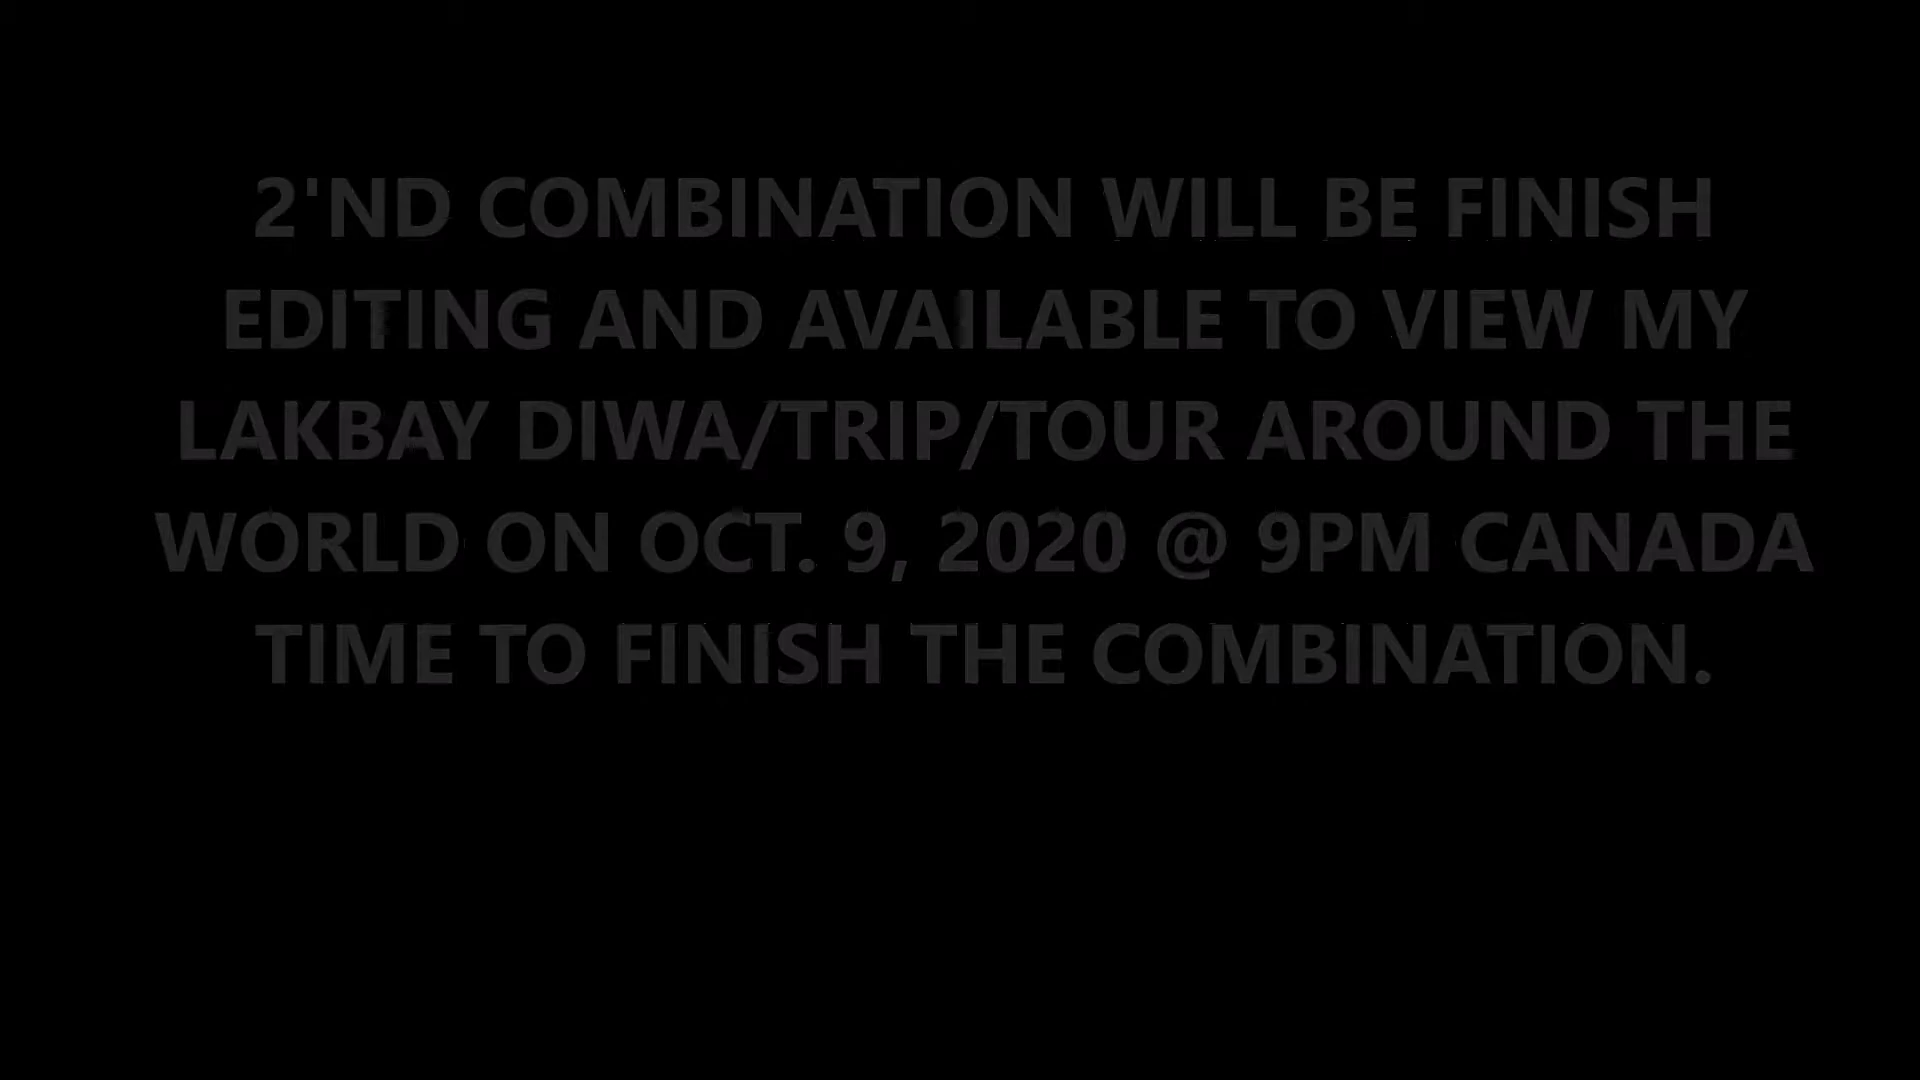 2'ND COMBINATION WILL BE FINISH
EDITING AND AVAILABLE TO VIEW MY
LAKBAY DIWA/TRIP/TOUR AROUND THE
WORLD ON OCT. 9, 2020 @ 9PM CANADA
TIME TO FINISH THE COMBINATION.